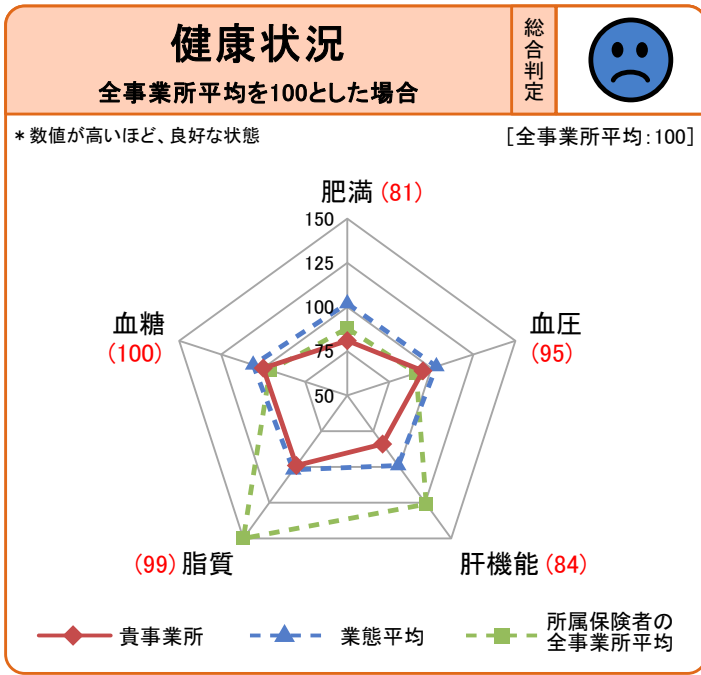 健康状況
全事業所平均を100とした場合
総合判定
*数値が高いほど、良好な状態
[全事業所平均:100]
肥満(81)
150
125
100
75
50
血糖
(100)
血圧
(95)
(99)脂質
肝機能(84)
貴事業所
業態平均
所属保険者の
全事業所平均